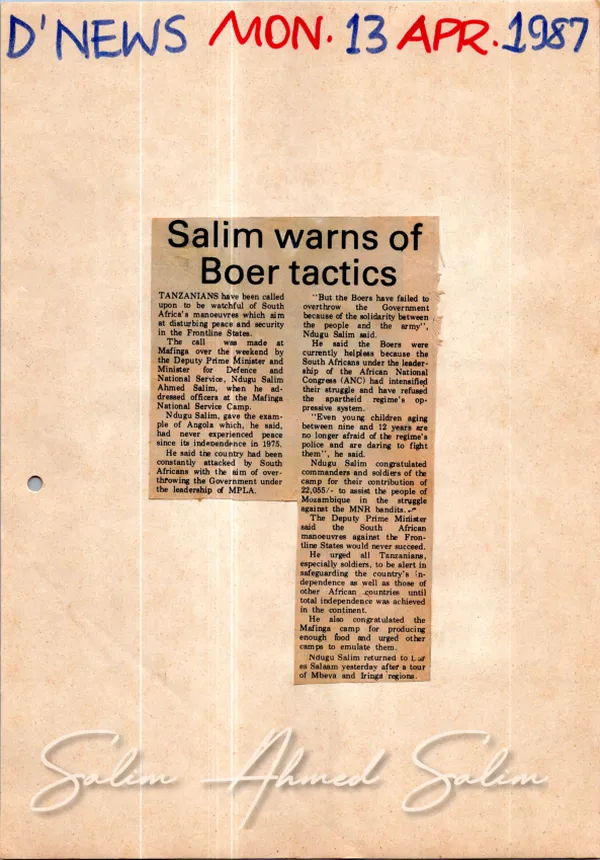 D'NEWS MON. 13 APR. 1987
Salim warns of
Boer tactics
TANZANIANS have been called
upon to be watchful of South
Africa's manoeuvres which aim
at disturbing peace and security
in the Frontline States.
The call was made at
Mafinga over the weekend by
the Deputy Prime Minister and
Minister for Defence and
National Service, Ndugu Salim
Ahmed Salim, when he ad-
dressed officers at the Mafinga
National Service Camp.
Ndugu Salim, gave the exam-
ple of Angola which, he said,
had never experienced peace
since its independence in 1975.
He said the country had been
constantly attacked by South
Africans with the aim of over-
throwing the Government under
the leadership of MPLA.
"But the Boers have failed to
overthrow the Government
because of the solidarity between
the people and the army",
Ndugu Salim said.
He said the Boers were
currently helpless because the
South Africans under the leader-
ship of the African National
Congress (ANC) had intensified
their struggle and have refused
the apartheid regime's op-
pressive system.
"Even young children aging
between nine and 12 years are
no longer afraid of the regime's
police and are daring to fight
them", he said.
Ndugu Salim congratulated
commanders and soldiers of the
camp for their contribution of
22,055/- to assist the people of
Mozambique in the struggle
against the MNR bandits.
The Deputy Prime Minister
said the South African
manoeuvres against the Fron-
tline States would never succeed.
He urged all Tanzanians,
especially soldiers, to be alert in
safeguarding the country's in-
dependence as well as those of
other African countries until
total independence was achieved
in the continent.
He also congratulated the
Mafinga camp for producing
enough food and urged other
camps to emulate them.
Ndugu Salim returned to Dar
es Salaam yesterday after a tour
of Mbeya and Iringa regions.
Salim Ahmed Salim